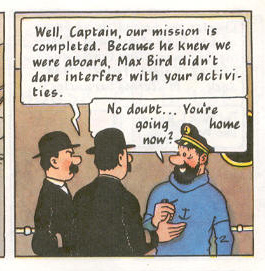 Well, Captain, our mission is
completed. Because he knew we
were aboard, Max Bird didn't
dare interfere with your activi-
ties.
No doubt... You're
going home
now?